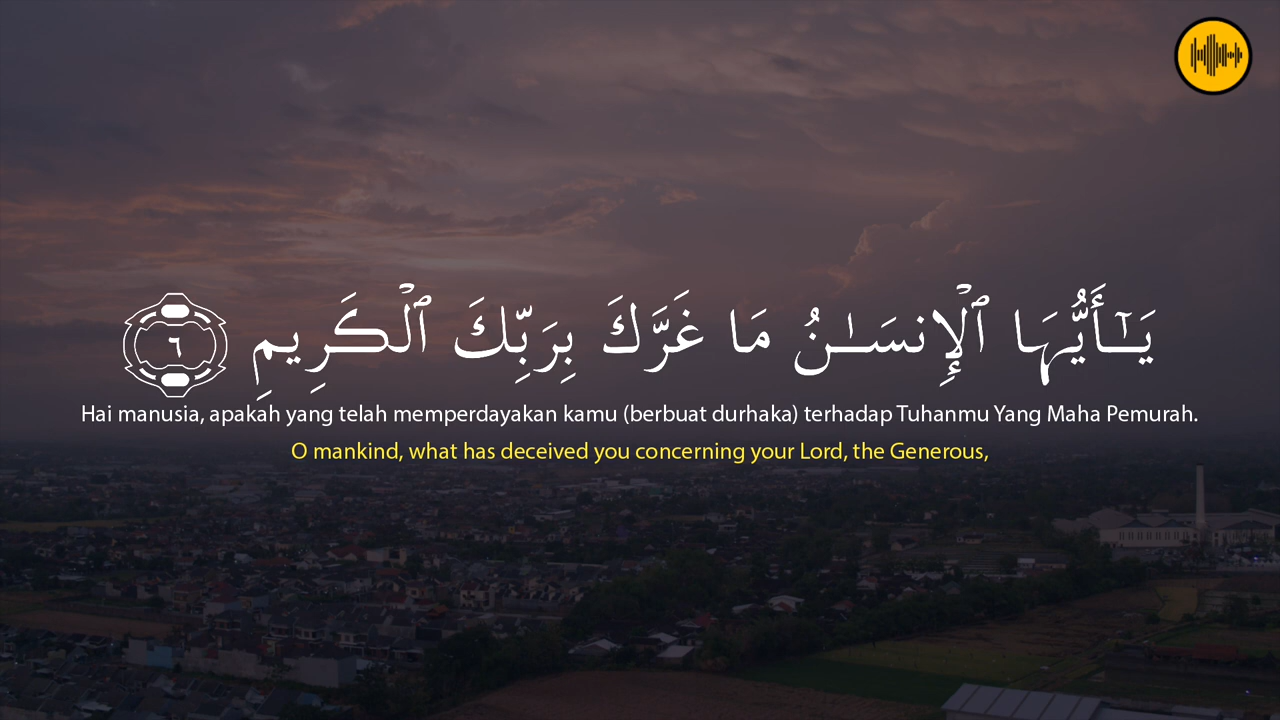 يَـٰٓأَيُّهَا ٱلْإِنسَـٰنُ مَا غَرَّكَ بِرَبِّكَ ٱلْكَرِيمِ ٦
Hai manusia, apakah yang telah memperdayakan kamu (berbuat durhaka) terhadap Tuhanmu Yang Maha Pemurah.
O mankind, what has deceived you concerning your Lord, the Generous,